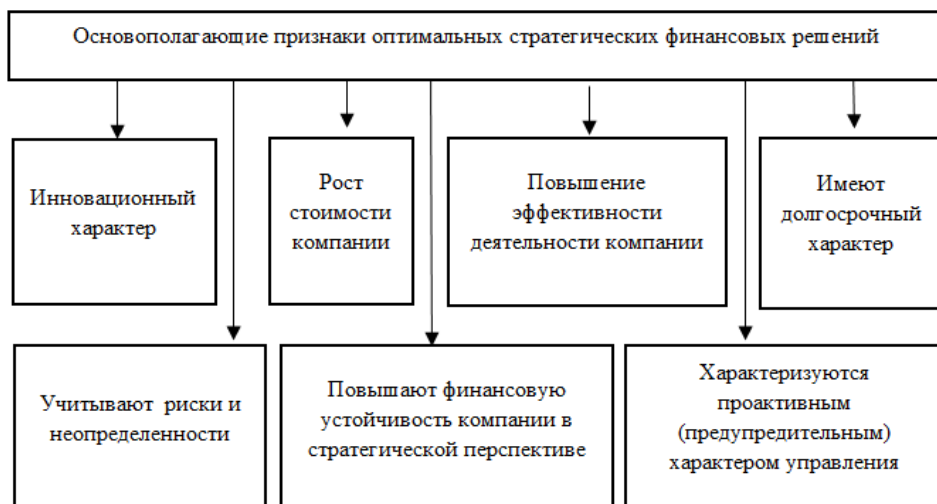 Основополагающие признаки оптимальных стратегических финансовых решений
Инновационный
характер
Рост
стоимости
компании
Повышение
эффективности
деятельности компании
Имеют
долгосрочный
характер
Учитывают риски и
неопределенности
Повышают финансовую
устойчивость компании в
стратегической перспективе
Характеризуются
проактивным
(предупредительным)
характером управления